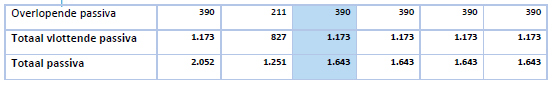 Overlopende passiva 390 211 390 390 390 390
Totaal vlottende passiva 1.173 827 1.173 1.173 1.173 1.173
Totaal passiva 2.052 1.251 1.643 1.643 1.643 1.643